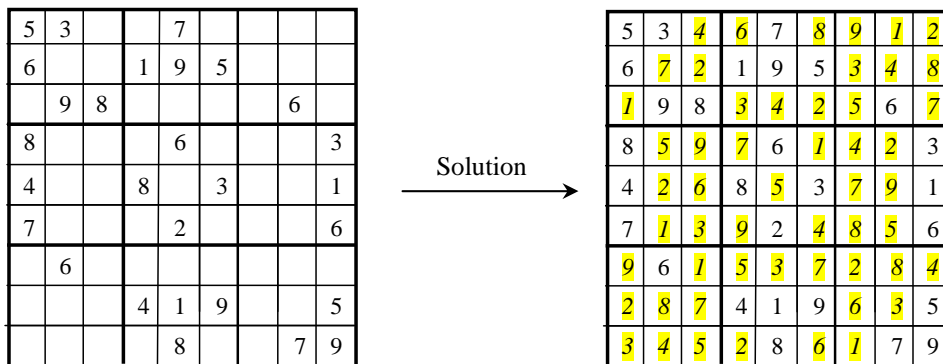 5 3 7
6 1 9 5
9 8 6
8 6 3
4 8 3 1
7 2 6
6
4 1 9 5
8 7 9
Solution
5 3 4 6 7 8 9 1 2
6 7 2 1 9 5 3 4 8
1 9 8 3 4 2 5 6 7
8 5 9 7 6 1 4 2 3
4 2 6 8 5 3 7 9 1
7 1 3 9 2 4 8 5 6
9 6 1 5 3 7 2 8 4
2 8 7 4 1 9 6 3 5
3 4 5 2 8 6 1 7 9